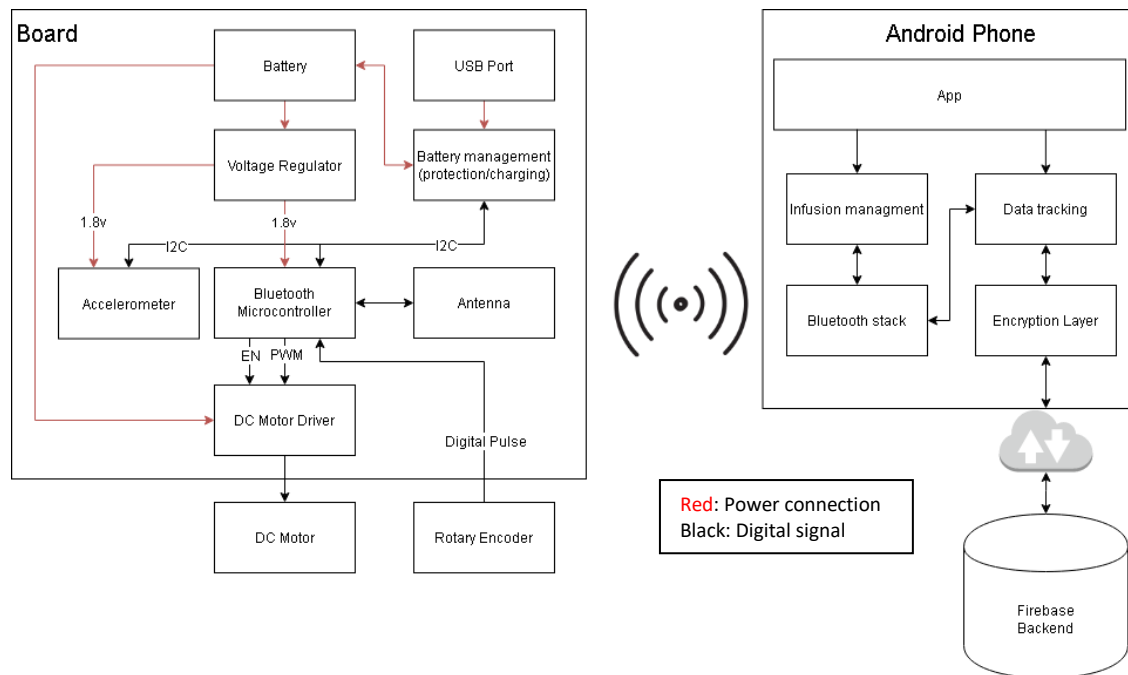 Board
Battery
USB Port
Voltage Regulator
Battery management
(protection/charging)
1.8v
1.8v
I2C
I2C
Accelerometer
Bluetooth
Microcontroller
Antenna
EN
PWM
DC Motor Driver
Digital Pulse
DC Motor
Rotary Encoder
Android Phone
App
Infusion managment
Data tracking
Bluetooth stack
Encryption Layer
Red: Power connection
Black: Digital signal
Firebase
Backend